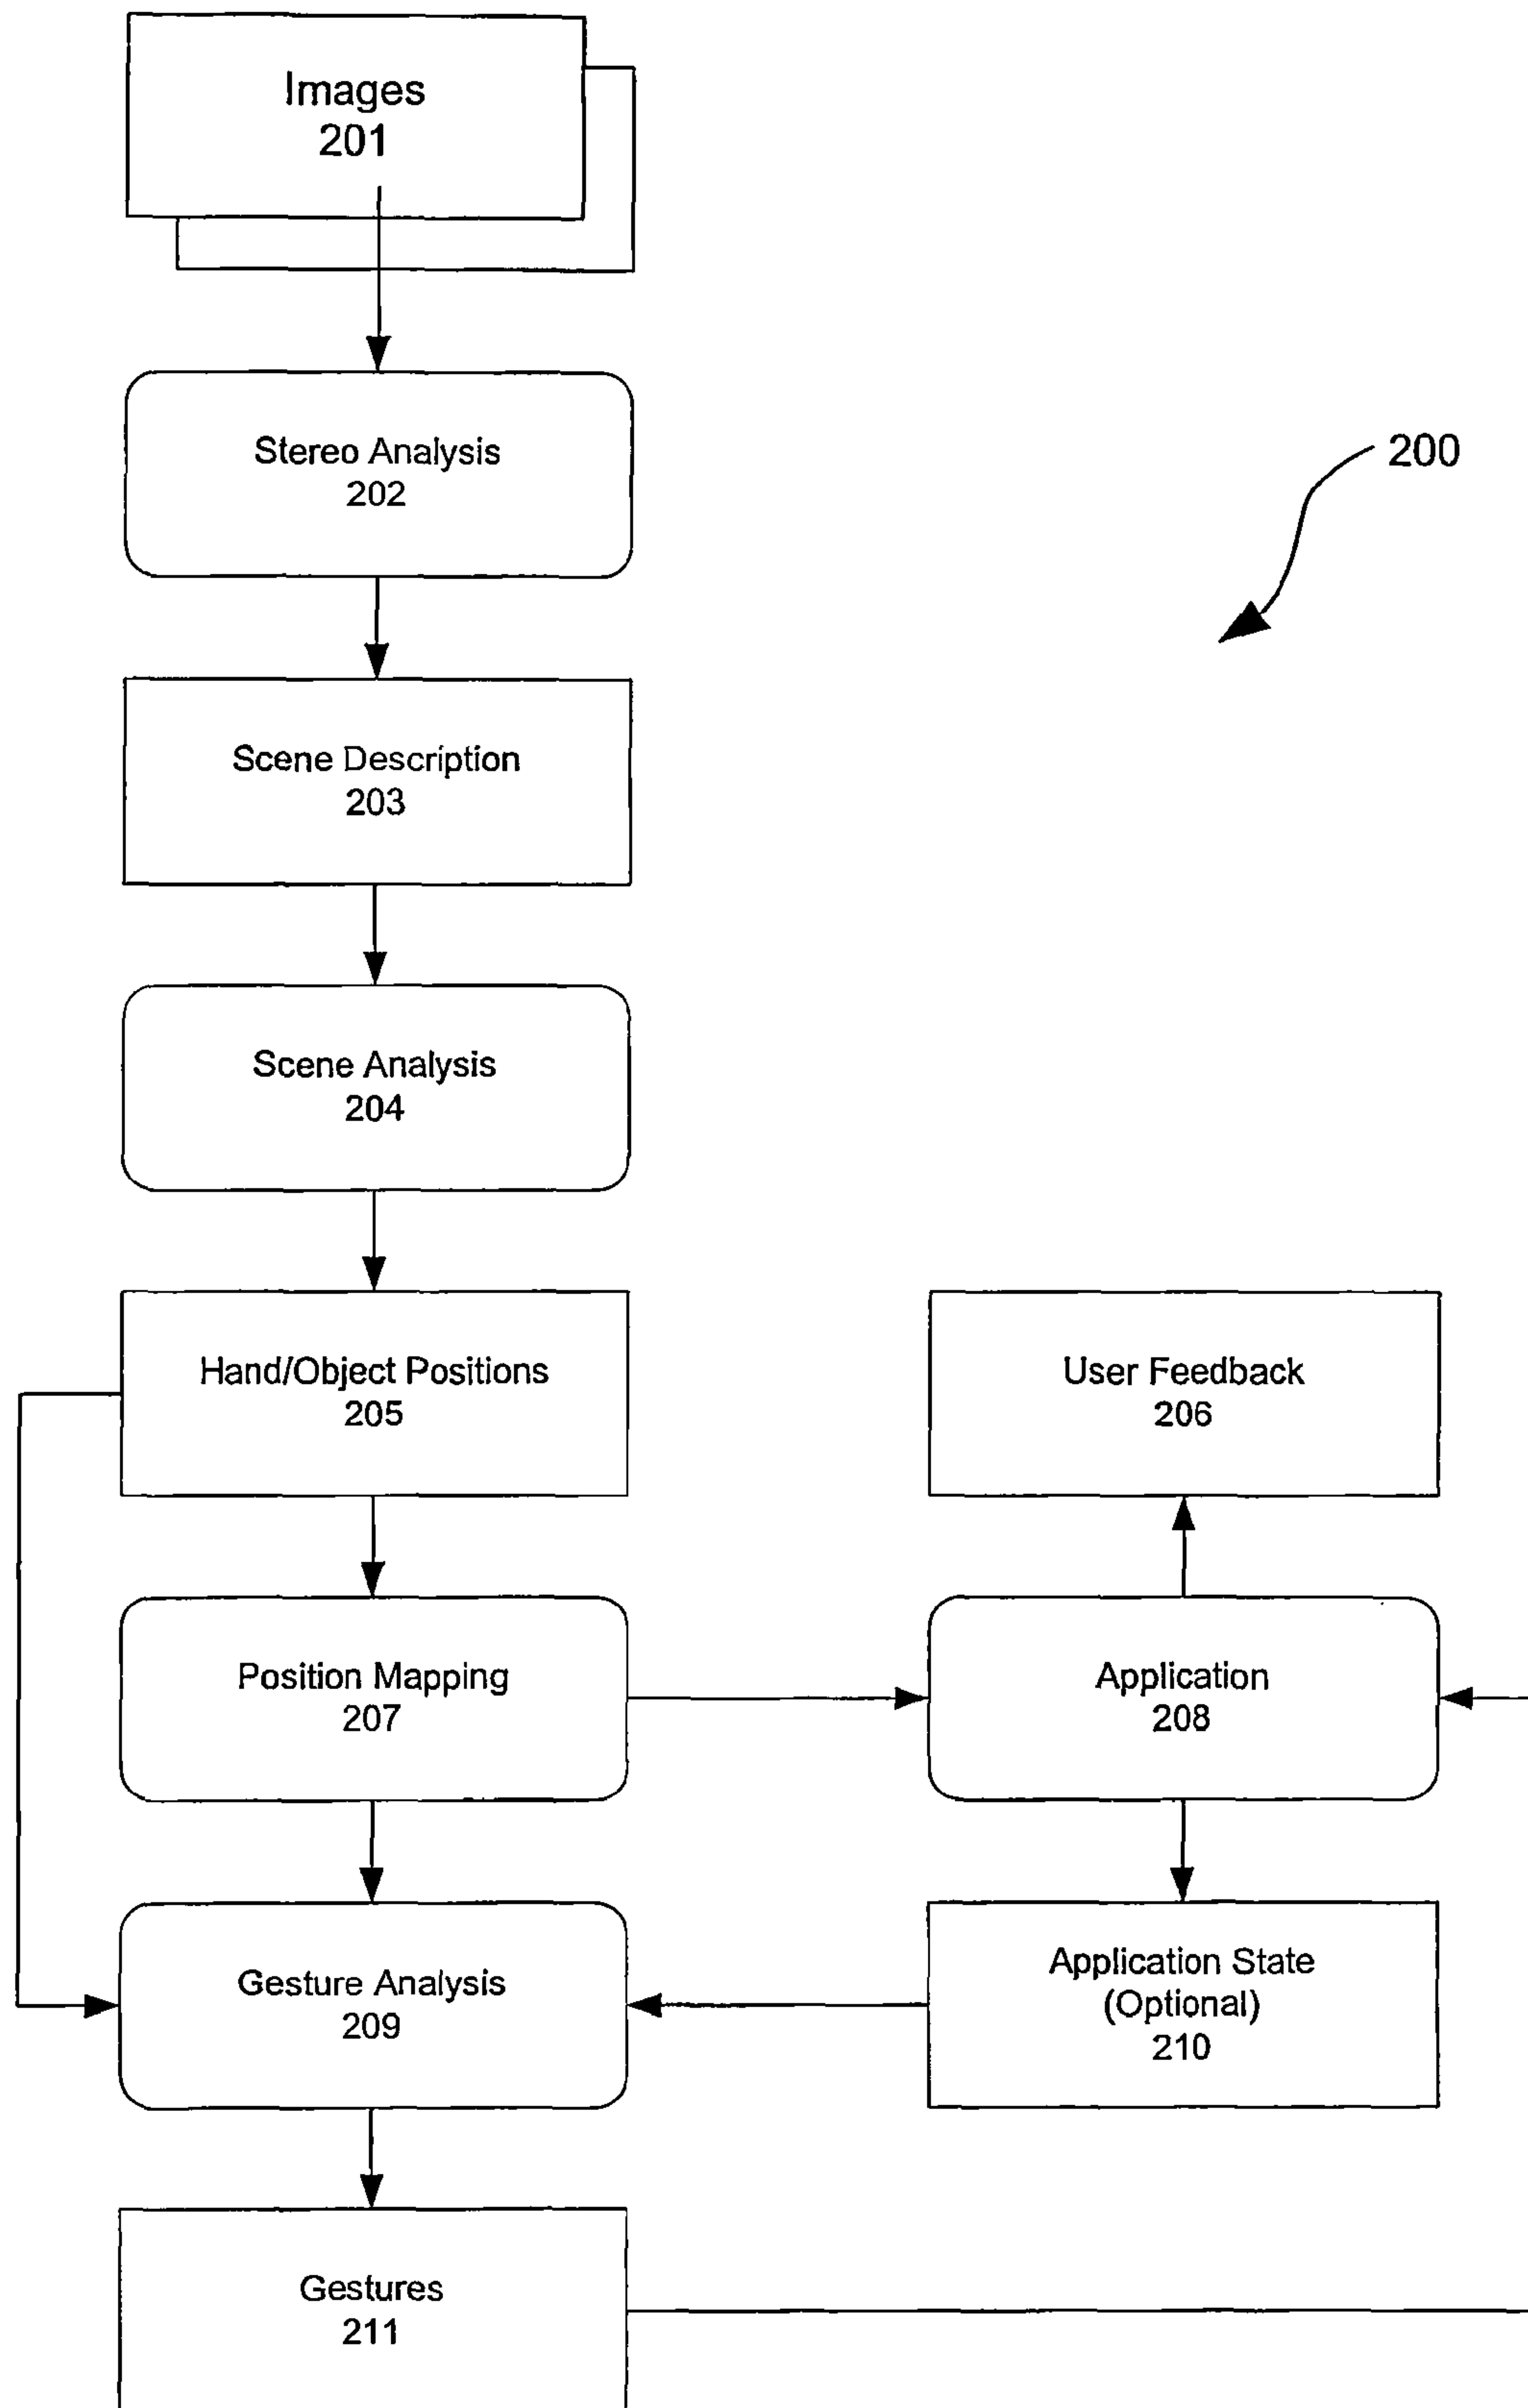 Images
201
Stereo Analysis
202
200
Scene Description
203
Scene Analysis
204
Hand/Object Positions
205
User Feedback
206
Position Mapping
207
Application
208
Gesture Analysis
209
Application State
(Optional)
210
Gestures
211